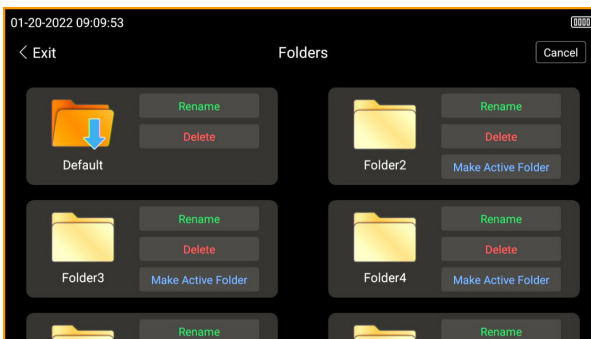 01-20-2022 09:09:53
Exit Folders Cancel
Rename Rename
Delete Delete
Default Folder2 Make Active Folder
Rename Rename
Delete Delete
Folder3 Make Active Folder Folder4 Make Active Folder
Rename Rename